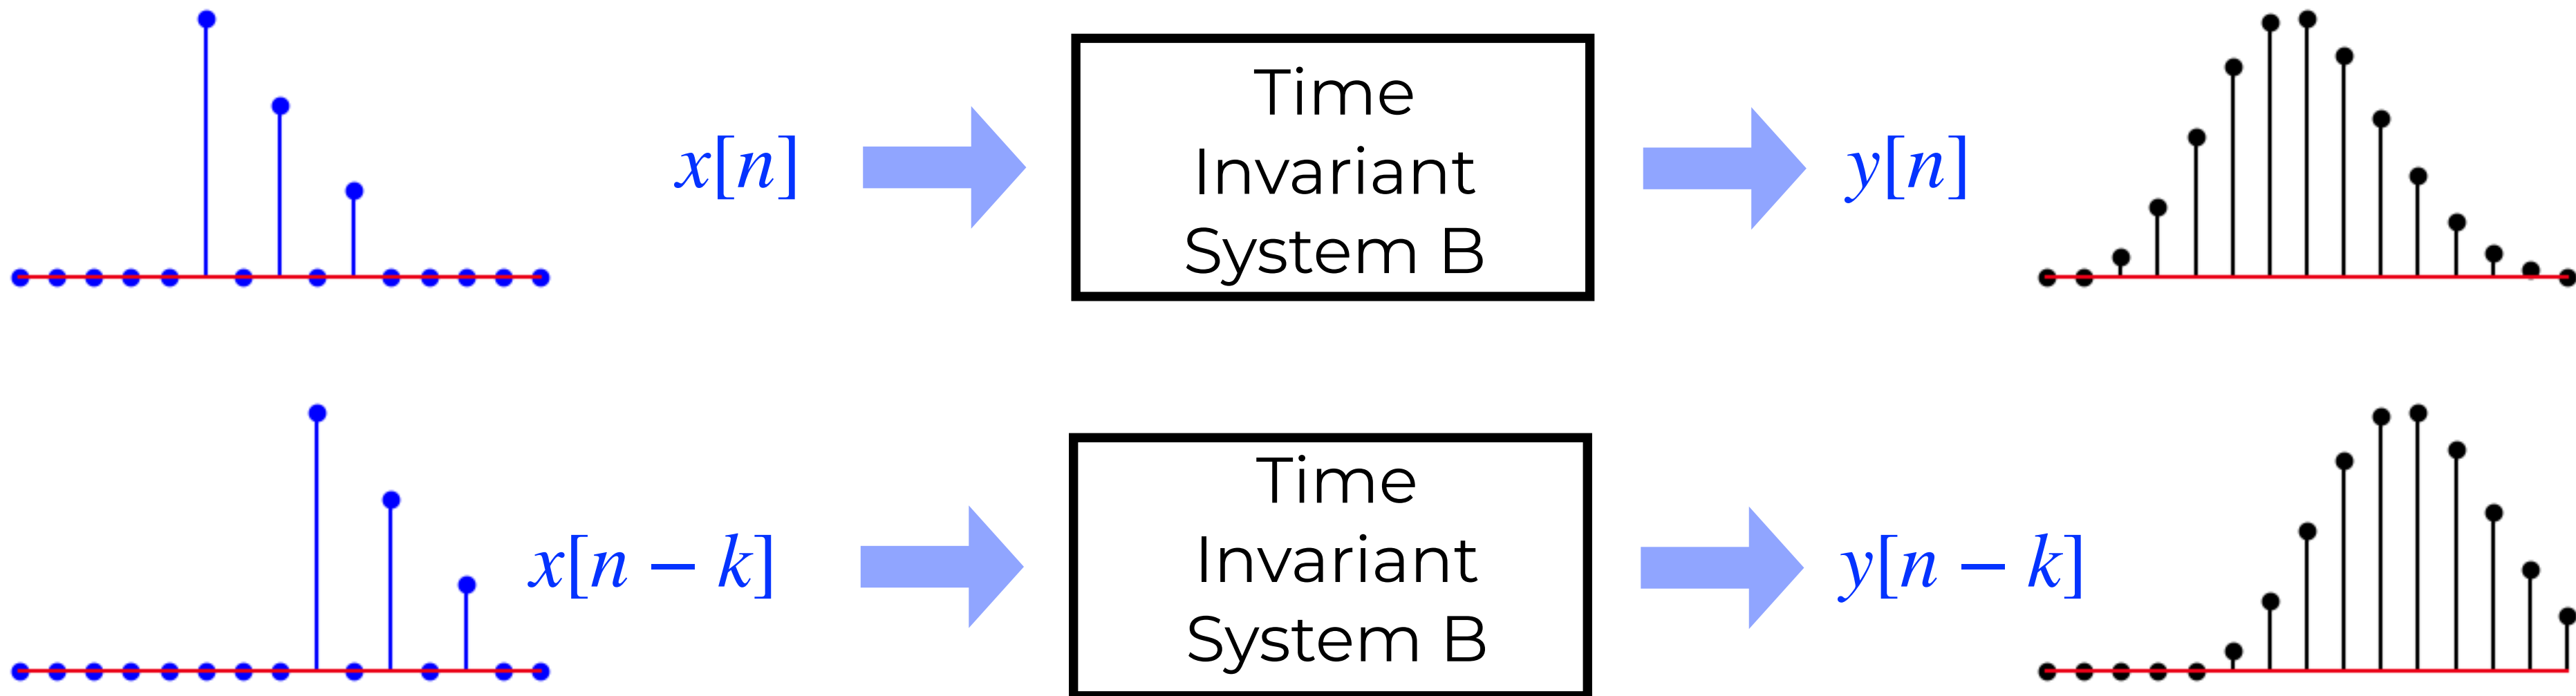 x[n]
Time
Invariant
System B
y[n]
x[n − k]
Time
Invariant
System B
y[n − k]